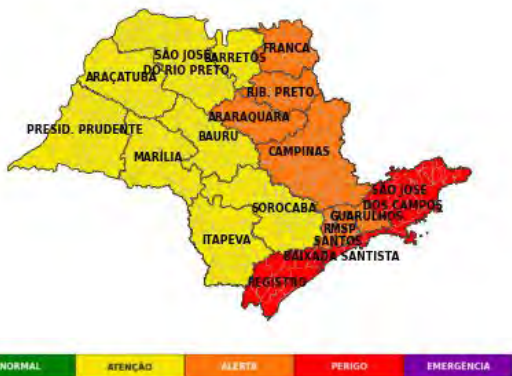 FRANCA
SÃO JOSÉ
DO RIO PRETO
BARRETOS
ARAÇATUBA
RIB. PRETO
ARARAQUARA
PRESID. PRUDENTE
BAURU
MARÍLIA
CAMPINAS
SÃO JOSÉ
DOS CAMPOS
SOROCABA
GUARULHOS
RMSP
ITAPEVA
SANTOS
BAIXADA SANTISTA
REGISTRO
NORMAL
ATENÇÃO
ALERTA
PERIGO
EMERGÊNCIA